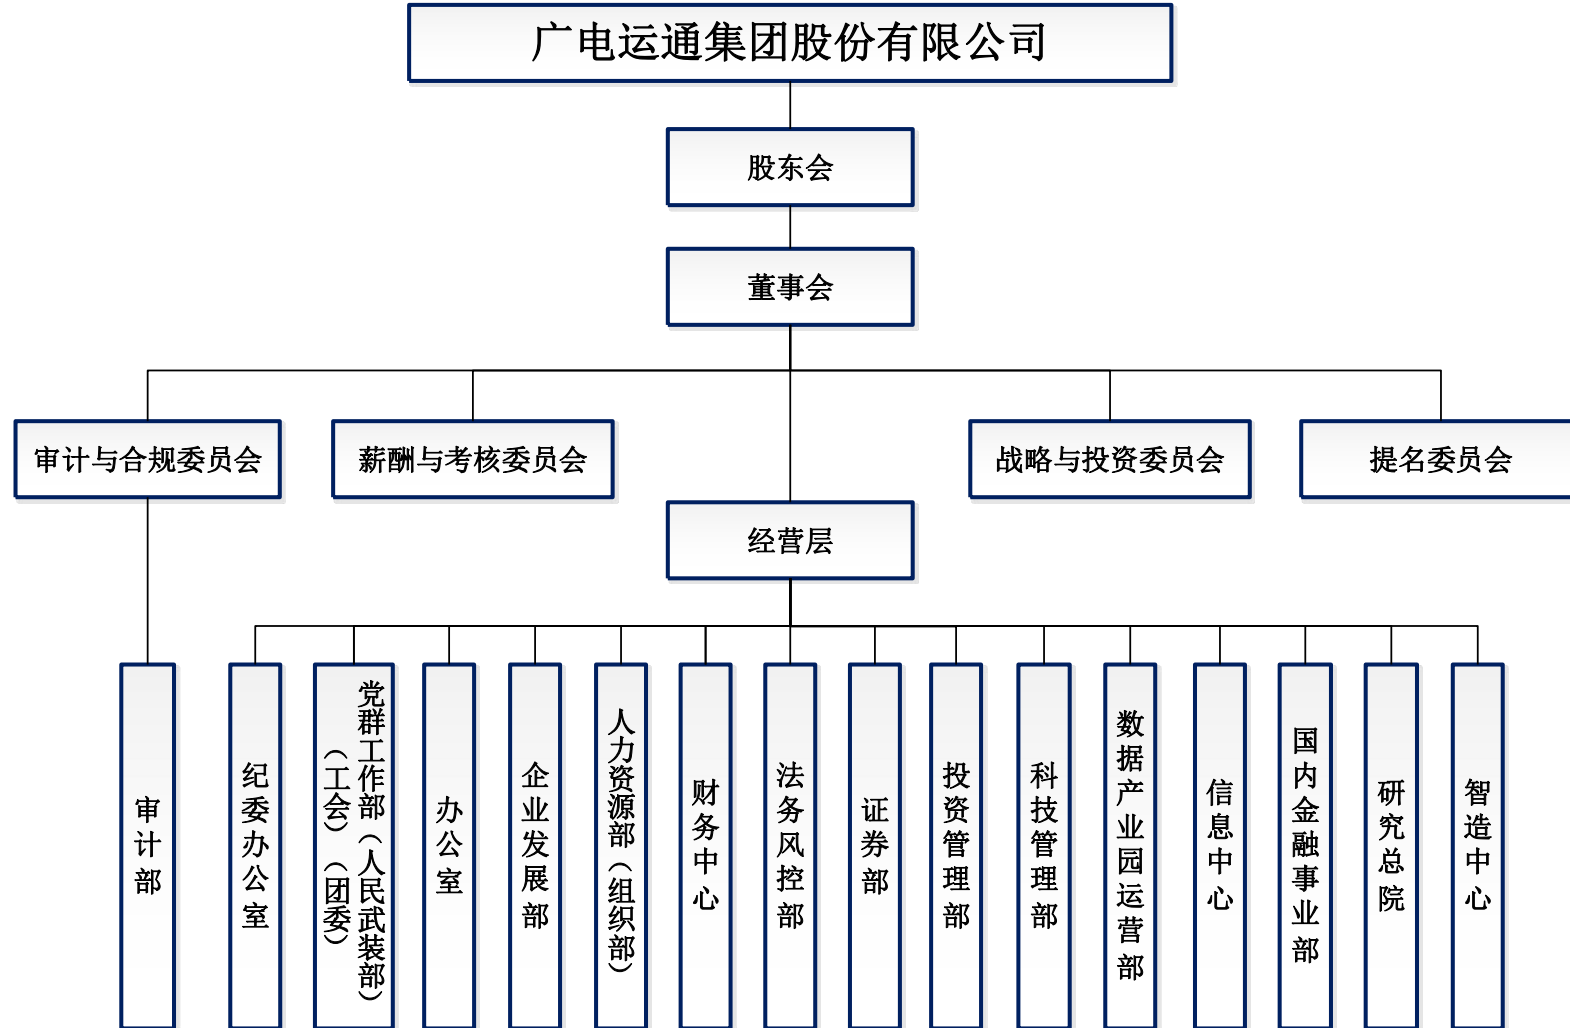 广电运通集团股份有限公司
股东会
董事会
审计与合规委员会
薪酬与考核委员会
战略与投资委员会
提名委员会
经营层
审计部
纪委办公室
党群工作部（人民武装部）
（工会）（团委）
办公室
企业发展部
人力资源部（组织部）
财务中心
法务风控部
证券部
投资管理部
科技管理部
数据产业园运营部
信息中心
国内金融事业部
研究总院
智造中心